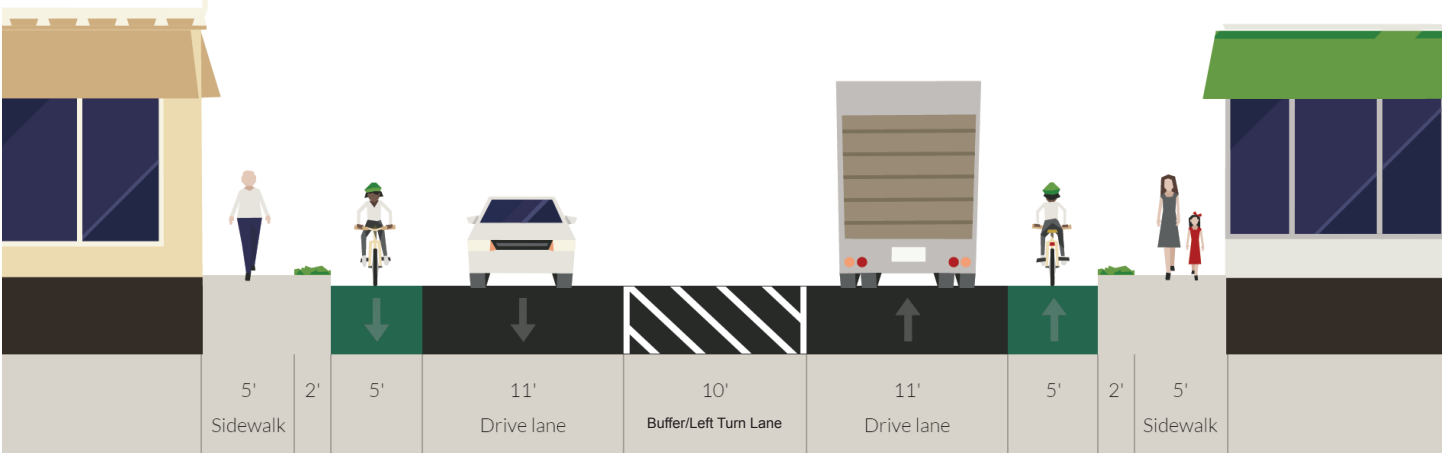 5' 2' 5' 11' 10' 11' 5' 2' 5'
Sidewalk Drive lane Buffer/Left Turn Lane Drive lane Sidewalk